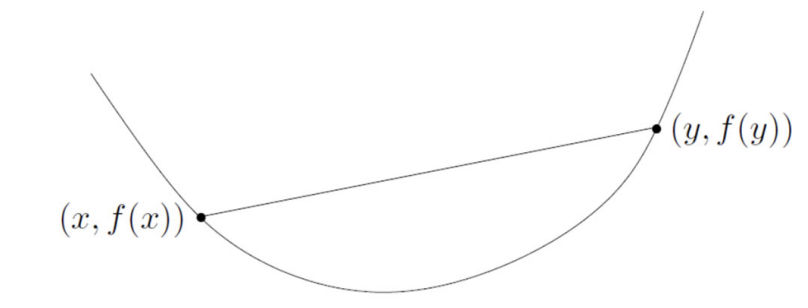 (y, f(y))
(x, f(x))